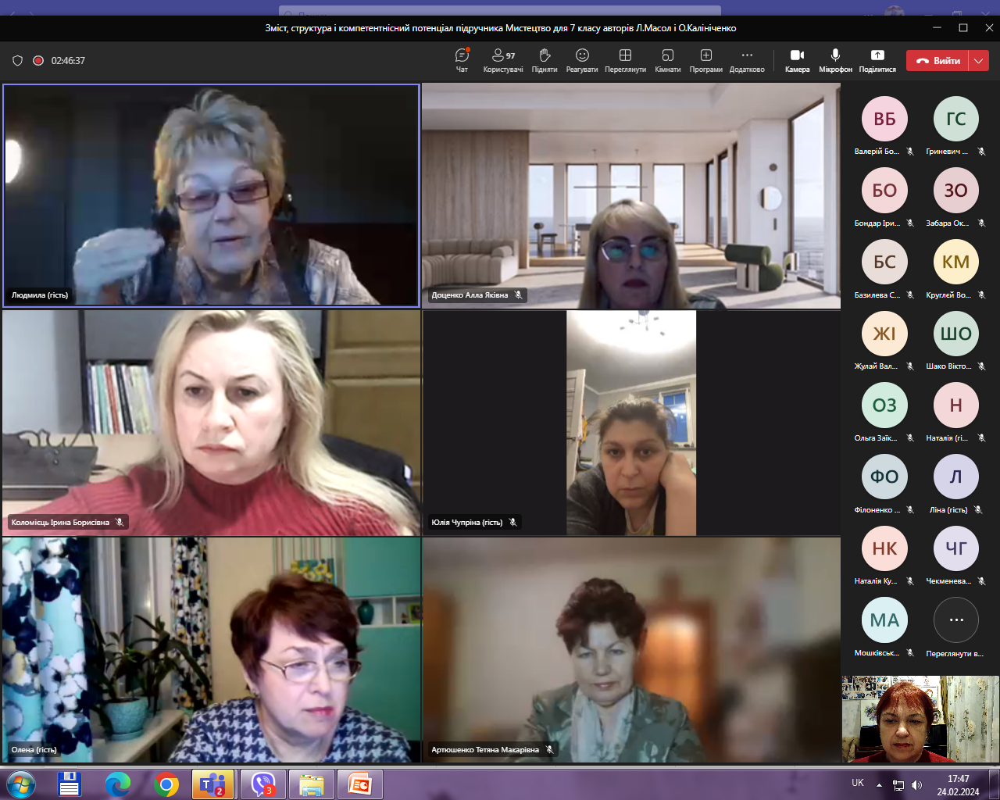 Зміст, структура і компетентнісний потенціал підручника Мистецтво для 7 класу авторів Л.Масол і О.Калініченко
02:46:37
Чат
97
Користувачі
Підняти
Реагувати
Переглянути
Кімнати
Програми
Додатково
Камера
Мікрофон
Поділитися
Вийти
Людмила (гість)
Доценко Алла Яківна
Коломієць Ірина Борисівна
Юлія Чупріна (гість)
Олена (гість)
Артюшенко Тетяна Макарівна
ВБ
Валерій Бо...
ГС
Гриневич ...
БО
Бондар Іри...
ЗО
Забара Ок...
БС
Базилева С...
КМ
Круглєй Во...
ЖІ
Жулай Вал...
ШО
Шако Вікто...
ОЗ
Ольга Заїк...
Н
Наталія (гі...
ФО
Філоненко ...
Л
Ліна (гість)
НК
Наталія Ку...
ЧГ
Чекменева...
МА
Мошківськ...
...
Переглянути в...
2
3
UK
17:47
24.02.2024